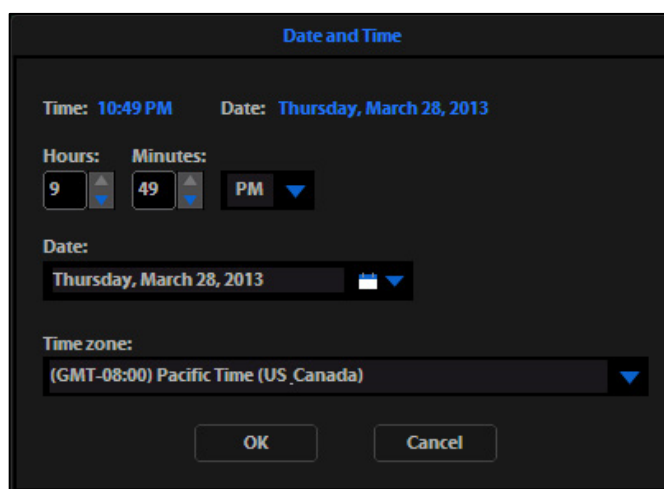 Date and Time
Time: 10:49 PM Date: Thursday, March 28, 2013
Hours: Minutes:
9 49 PM
Date:
Thursday, March 28, 2013
Time zone:
(GMT-08:00) Pacific Time (US_Canada)
OK Cancel